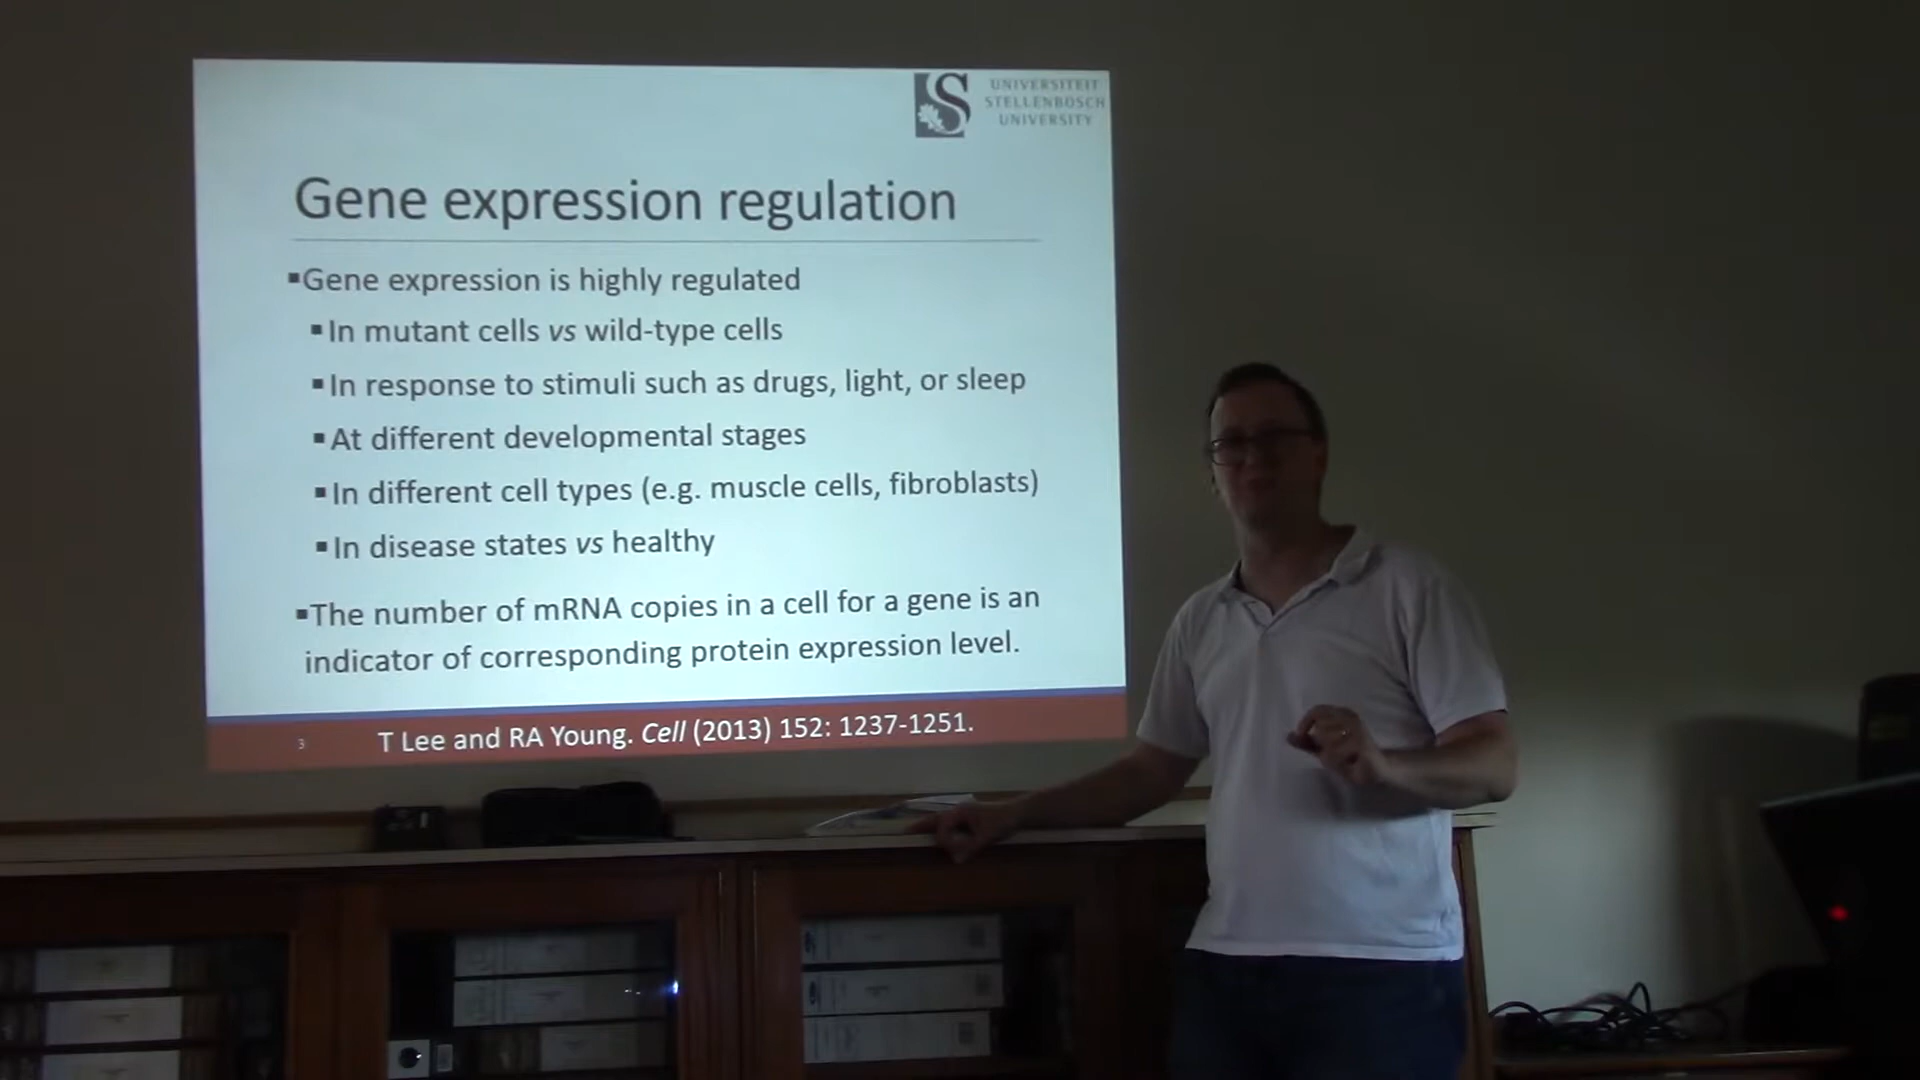 UNIVERSITEIT
STELLENBOSCH
UNIVERSITY
Gene expression regulation
▪Gene expression is highly regulated
▪In mutant cells vs wild-type cells
▪In response to stimuli such as drugs, light, or sleep
▪At different developmental stages
▪In different cell types (e.g. muscle cells, fibroblasts)
▪In disease states vs healthy
▪The number of mRNA copies in a cell for a gene is an
indicator of corresponding protein expression level.
3 T Lee and RA Young. Cell (2013) 152: 1237-1251.